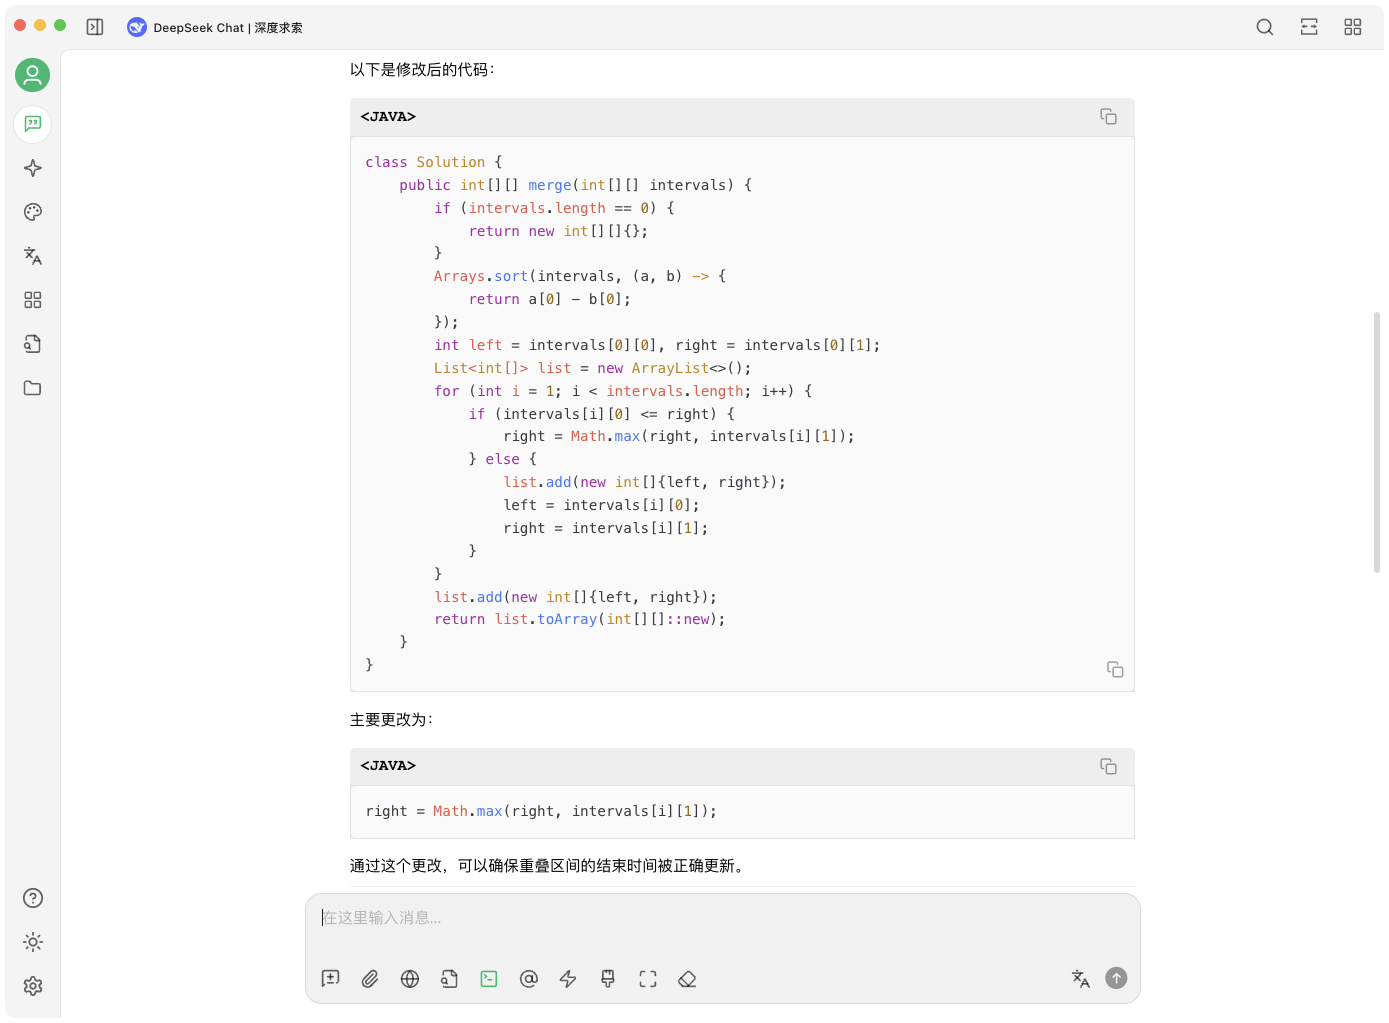 DeepSeek Chat | 深度求索
以下是修改后的代码：
<JAVA>
class Solution {
    public int[][] merge(int[][] intervals) {
        if (intervals.length == 0) {
            return new int[][]{};
        }
        Arrays.sort(intervals, (a, b) -> {
            return a[0] - b[0];
        });
        int left = intervals[0][0], right = intervals[0][1];
        List<int[]> list = new ArrayList<>();
        for (int i = 1; i < intervals.length; i++) {
            if (intervals[i][0] <= right) {
                right = Math.max(right, intervals[i][1]);
            } else {
                list.add(new int[]{left, right});
                left = intervals[i][0];
                right = intervals[i][1];
            }
        }
        list.add(new int[]{left, right});
        return list.toArray(int[][]::new);
    }
}
主要更改为：
<JAVA>
right = Math.max(right, intervals[i][1]);
通过这个更改，可以确保重叠区间的结束时间被正确更新。
在这里输入消息...